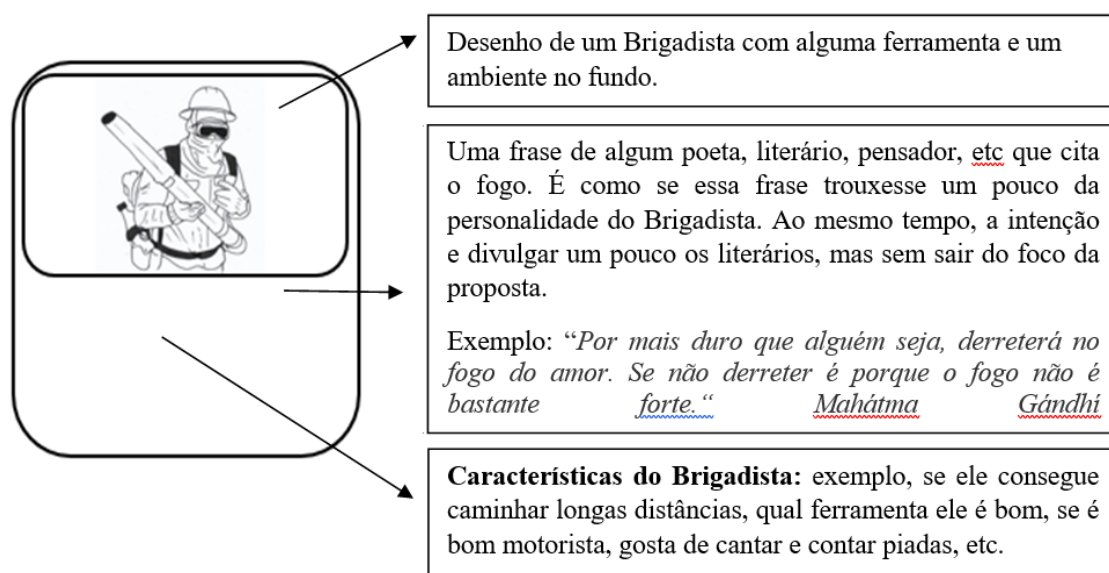 Desenho de um Brigadista com alguma ferramenta e um
ambiente no fundo.
Uma frase de algum poeta, literário, pensador, etc que cita
o fogo. É como se essa frase trouxesse um pouco da
personalidade do Brigadista. Ao mesmo tempo, a intenção
e divulgar um pouco os literários, mas sem sair do foco da
proposta.
Exemplo: “Por mais duro que alguém seja, derreterá no
fogo do amor. Se não derreter é porque o fogo não é
bastante forte.“ Mahátma Gándhí
Características do Brigadista: exemplo, se ele consegue
caminhar longas distâncias, qual ferramenta ele é bom, se é
bom motorista, gosta de cantar e contar piadas, etc.